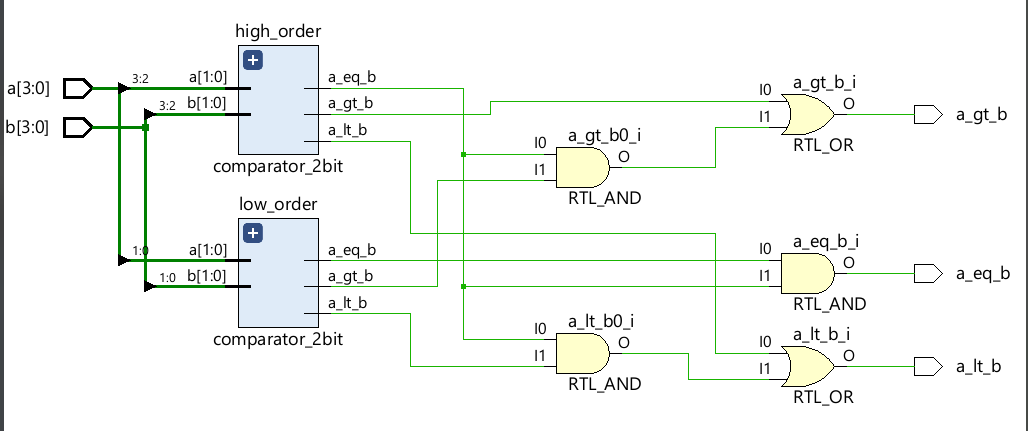 high_order
a[3:0]
b[3:0]
3:2
3:2
a[1:0]
b[1:0]
a_eq_b
a_gt_b
a_lt_b
comparator_2bit
low_order
1:0
1:0
a[1:0]
b[1:0]
a_eq_b
a_gt_b
a_lt_b
comparator_2bit
a_gt_b0_i
I0
I1
O
RTL_AND
a_lt_b0_i
I0
I1
O
RTL_AND
a_gt_b_i
I0
I1
O
RTL_OR
a_gt_b
a_eq_b_i
I0
I1
O
RTL_AND
a_eq_b
a_lt_b_i
I0
I1
O
RTL_OR
a_lt_b